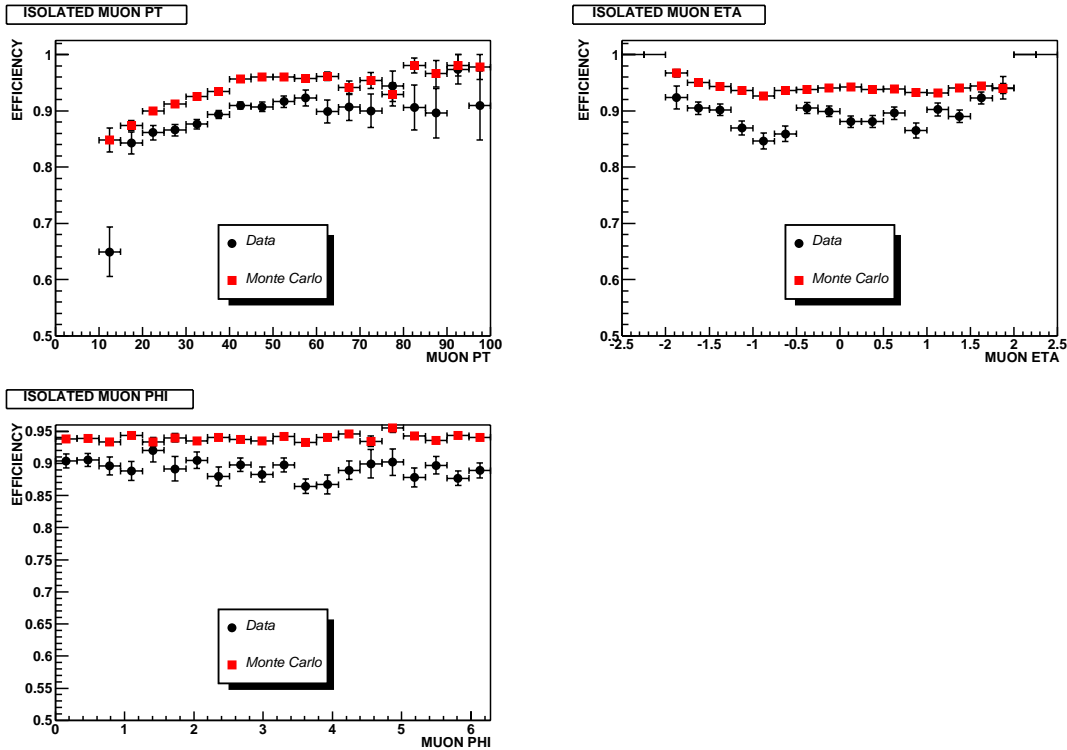 ISOLATED MUON PT
EFFICIENCY
1
0.9
0.8
0.7
0.6
0.5
0 10 20 30 40 50 60 70 80 90 100
MUON PT
Data
Monte Carlo
ISOLATED MUON ETA
EFFICIENCY
1
0.9
0.8
0.7
0.6
0.5
-2.5 -2 -1.5 -1 -0.5 0 0.5 1 1.5 2 2.5
MUON ETA
Data
Monte Carlo
ISOLATED MUON PHI
EFFICIENCY
0.95
0.9
0.85
0.8
0.75
0.7
0.65
0.6
0.55
0.5
0 1 2 3 4 5 6
MUON PHI
Data
Monte Carlo